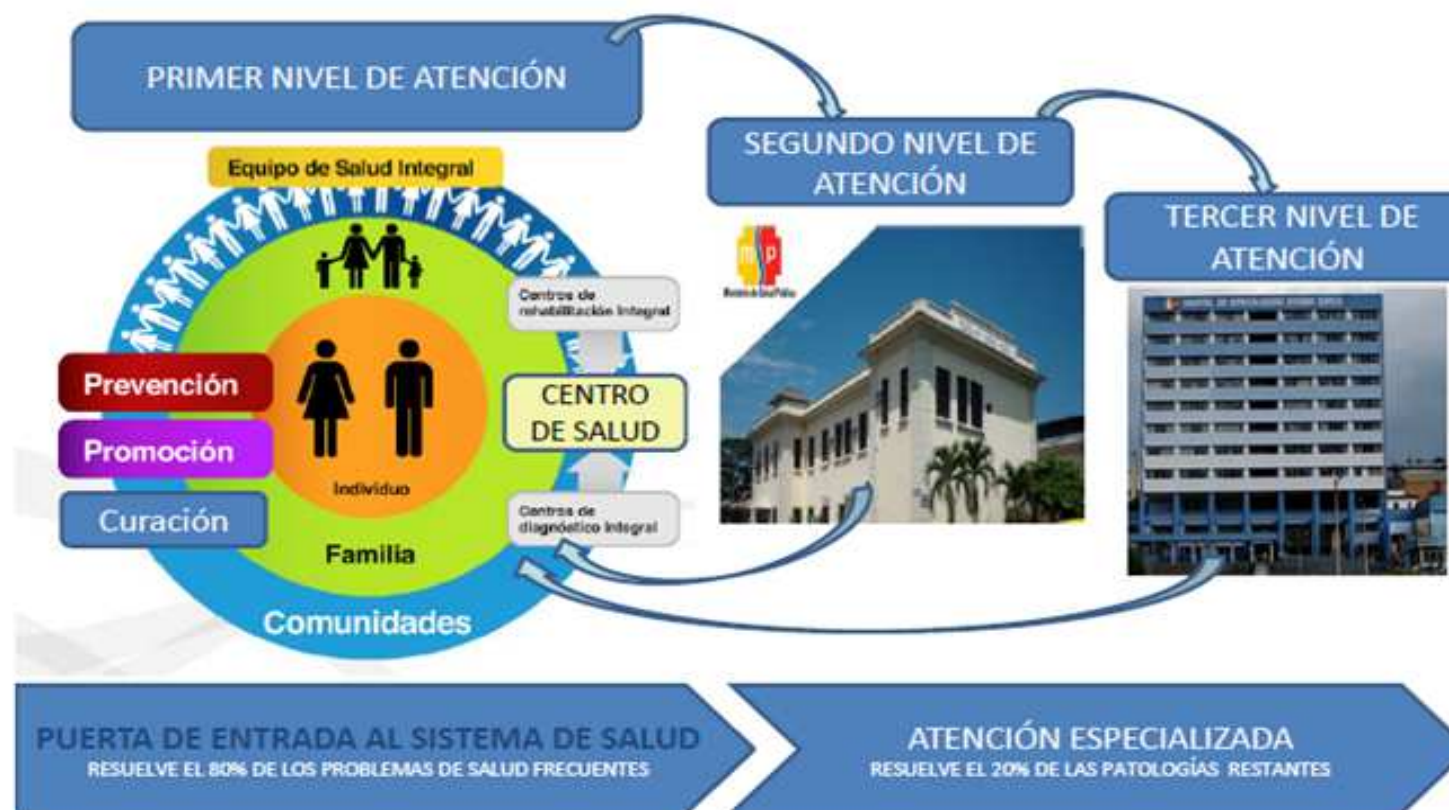 PRIMER NIVEL DE ATENCIÓN
SEGUNDO NIVEL DE
ATENCIÓN
TERCER NIVEL DE
ATENCIÓN
Equipo de Salud Integral
Centros de
rehabilitación Integral
Prevención
Promoción
Curación
CENTRO
DE SALUD
Individuo
Centros de
diagnóstico Integral
Familia
Comunidades
msp
PUERTA DE ENTRADA AL SISTEMA DE SALUD
RESUELVE EL 80% DE LOS PROBLEMAS DE SALUD FRECUENTES
ATENCIÓN ESPECIALIZADA
RESUELVE EL 20% DE LAS PATOLOGÍAS RESTANTES